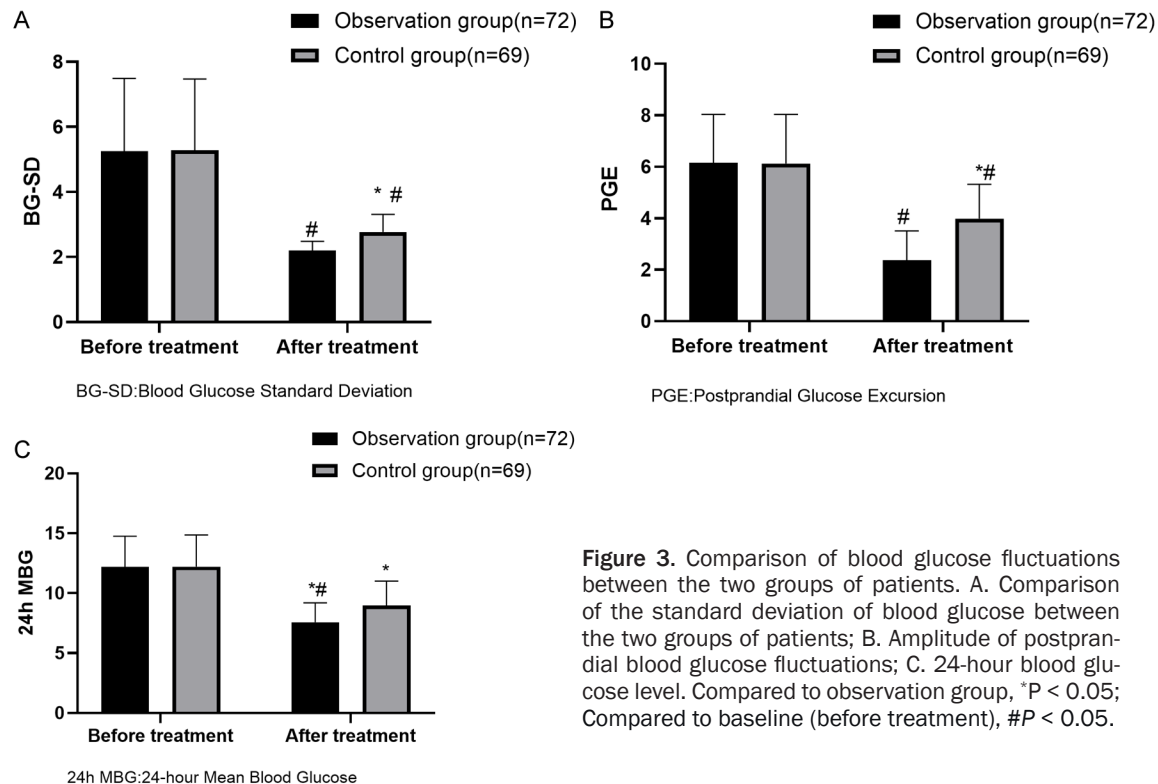 A
Observation group(n=72)
Control group(n=69)
8
6
4
2
0
BG-SD
#
* #
Before treatment
After treatment
BG-SD:Blood Glucose Standard Deviation
B
Observation group(n=72)
Control group(n=69)
10
8
6
4
2
0
PGE
#
*#
Before treatment
After treatment
PGE:Postprandial Glucose Excursion
C
Observation group(n=72)
Control group(n=69)
20
15
10
5
0
24h MBG
*#
*
Before treatment
After treatment
24h MBG:24-hour Mean Blood Glucose
Figure 3. Comparison of blood glucose fluctuations
between the two groups of patients. A. Comparison
of the standard deviation of blood glucose between
the two groups of patients; B. Amplitude of postpran-
dial blood glucose fluctuations; C. 24-hour blood glu-
cose level. Compared to observation group, *P < 0.05;
Compared to baseline (before treatment), #P < 0.05.